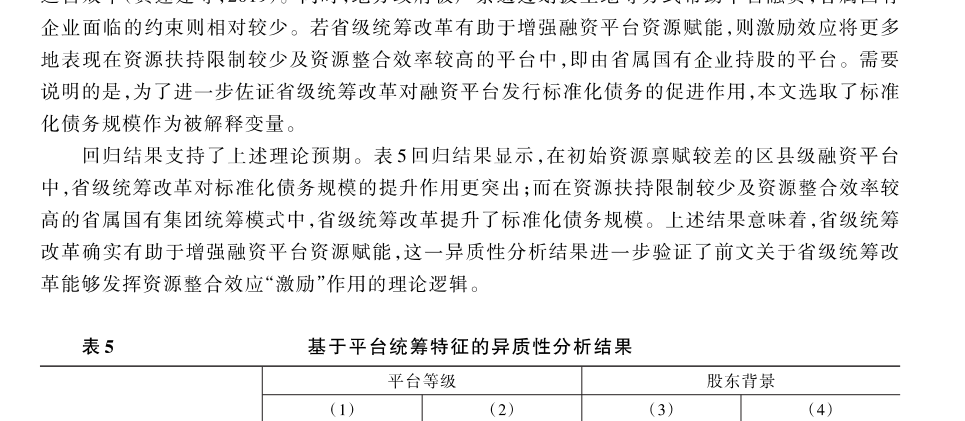 企业面临的约束则相对较少。若省级统筹改革有助于增强融资平台资源赋能,则激励效应将更多
地表现在资源扶持限制较少及资源整合效率较高的平台中,即由省属国有企业持股的平台。需要
说明的是,为了进一步佐证省级统筹改革对融资平台发行标准化债务的促进作用,本文选取了标准
化债务规模作为被解释变量。
回归结果支持了上述理论预期。表5回归结果显示,在初始资源禀赋较差的区县级融资平台
中,省级统筹改革对标准化债务规模的提升作用更突出;而在资源扶持限制较少及资源整合效率较
高的省属国有集团统筹模式中,省级统筹改革提升了标准化债务规模。上述结果意味着,省级统筹
改革确实有助于增强融资平台资源赋能,这一异质性分析结果进一步验证了前文关于省级统筹改
革能够发挥资源整合效应“激励”作用的理论逻辑。
表5 基于平台统筹特征的异质性分析结果
平台等级 股东背景
(1) (2) (3) (4)